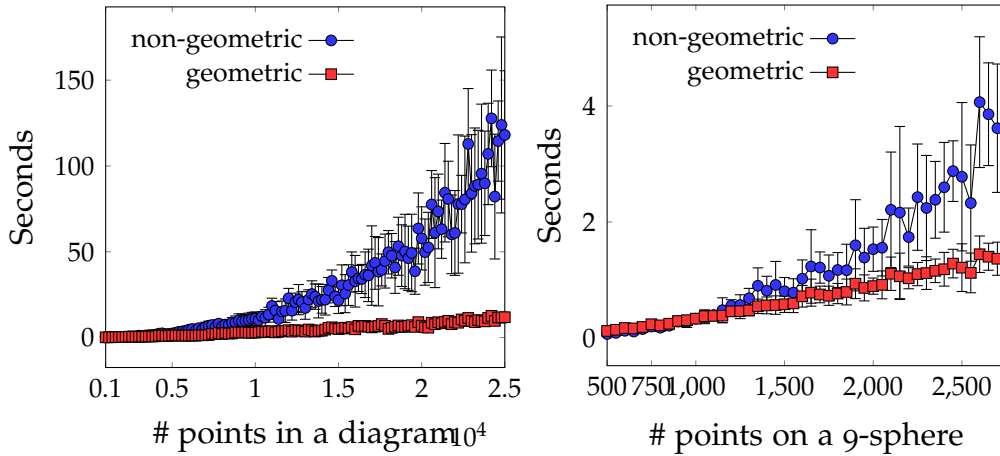 non-geometric
geometric
150
100
50
0
Seconds
0.1 0.5 1 1.5 2 2.5
# points in a diagram ·10⁴
non-geometric
geometric
4
2
0
Seconds
500 750 1,000 1,500 2,000 2,500
# points on a 9-sphere